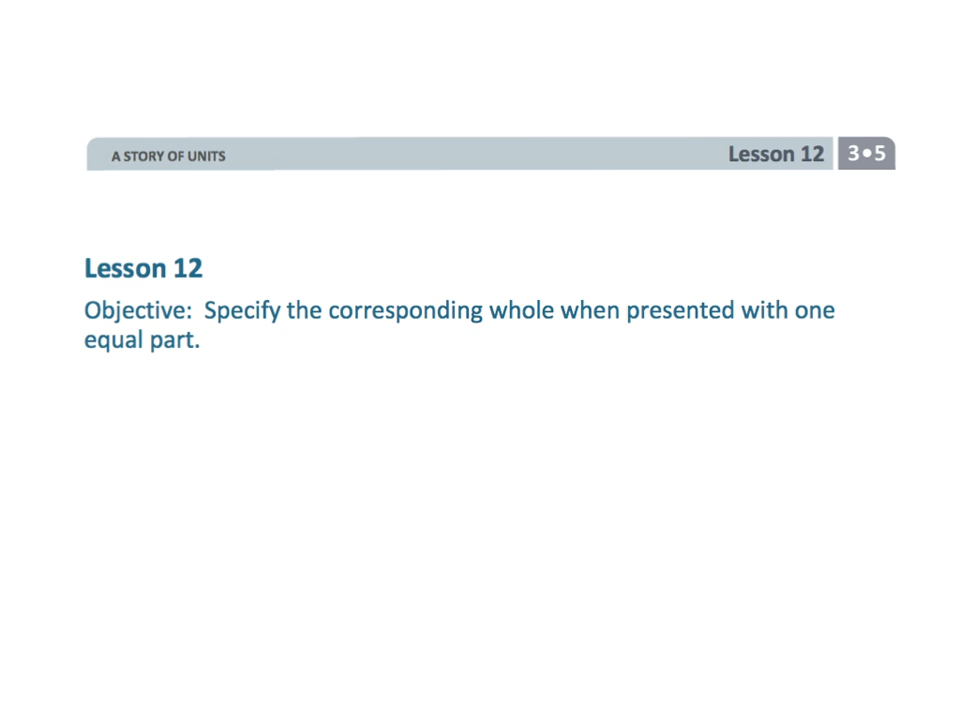 A STORY OF UNITS
Lesson 12
3•5
Lesson 12
Objective:  Specify the corresponding whole when presented with one
equal part.